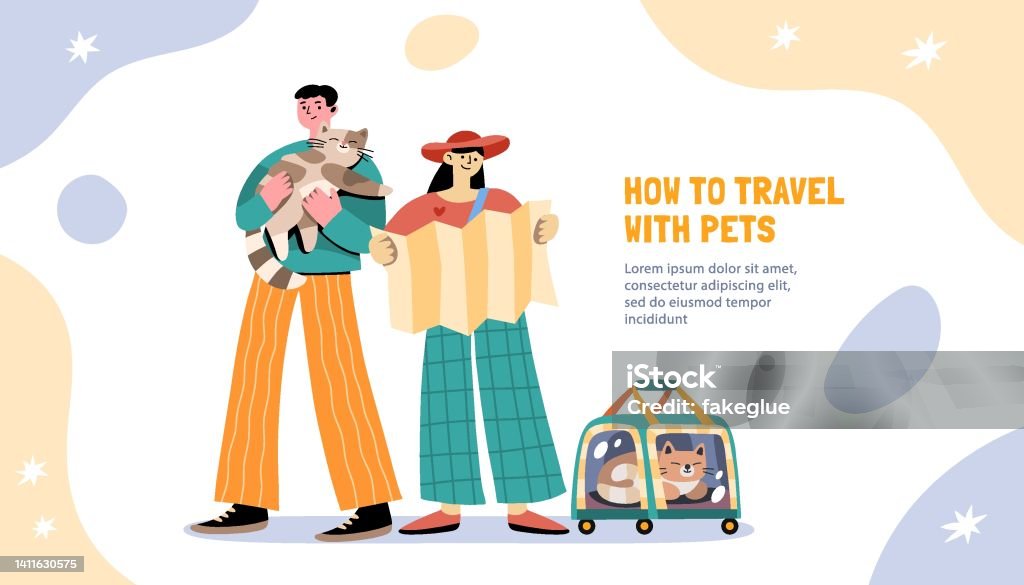 HOW TO TRAVEL
WITH PETS
Lorem ipsum dolor sit amet,
consectetur adipiscing elit,
sed do eiusmod tempor
incididunt
iStock™
Credit: fakeglue
1411630575